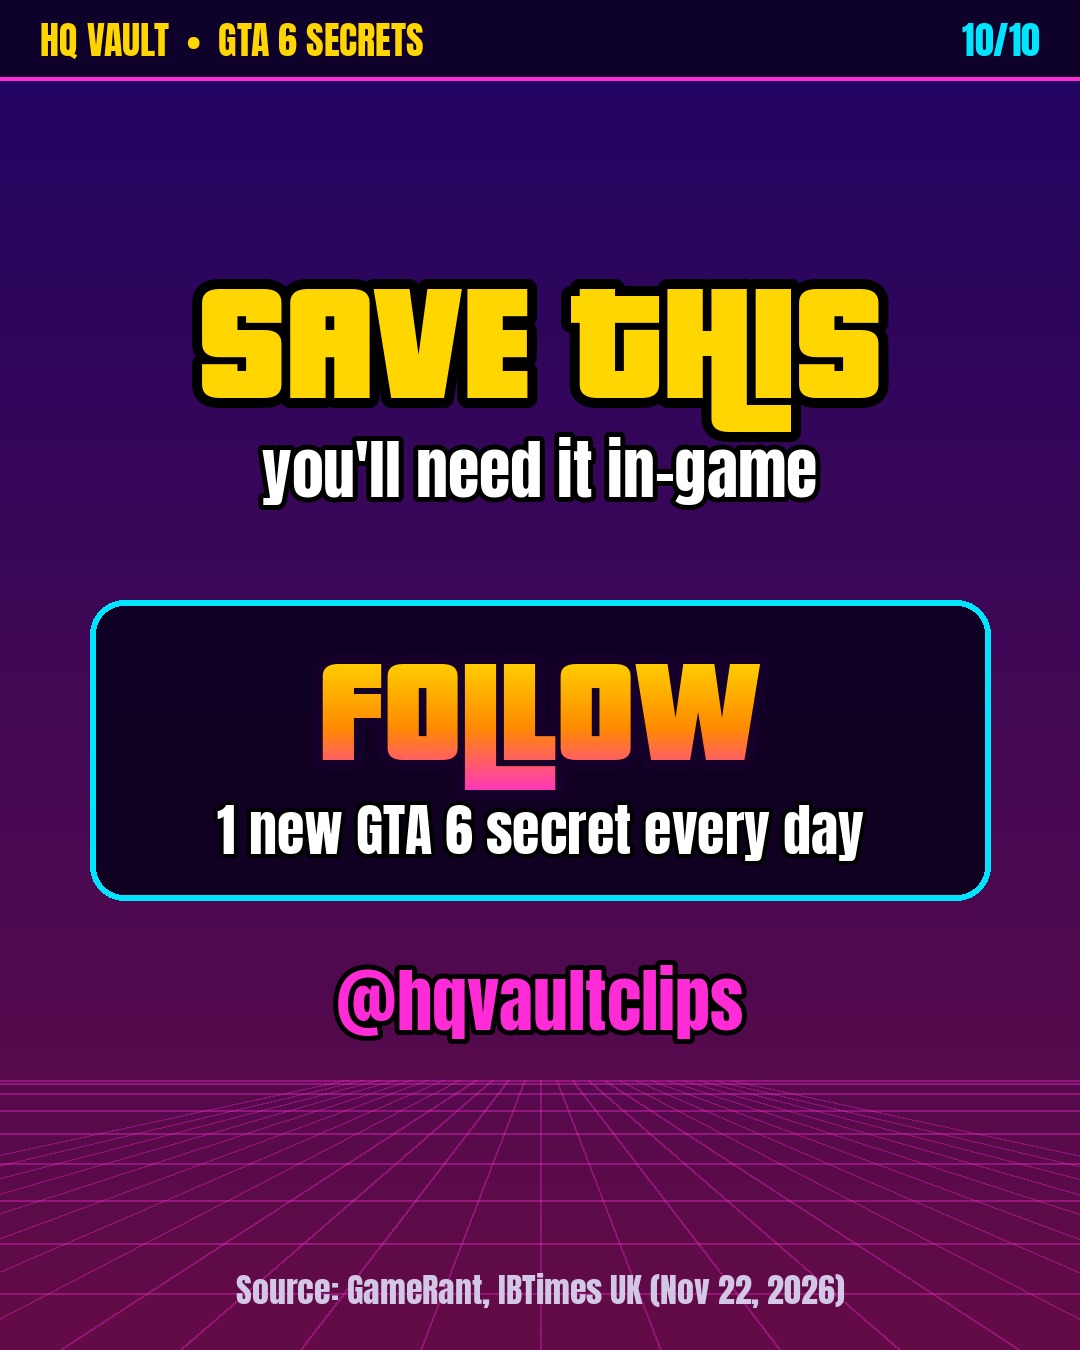 HQ VAULT • GTA 6 SECRETS
10/10
SAVE THIS
you'll need it in-game
FOLLOW
1 new GTA 6 secret every day
@hqvaultclips
Source: GameRant, IBTimes UK (Nov 22, 2026)